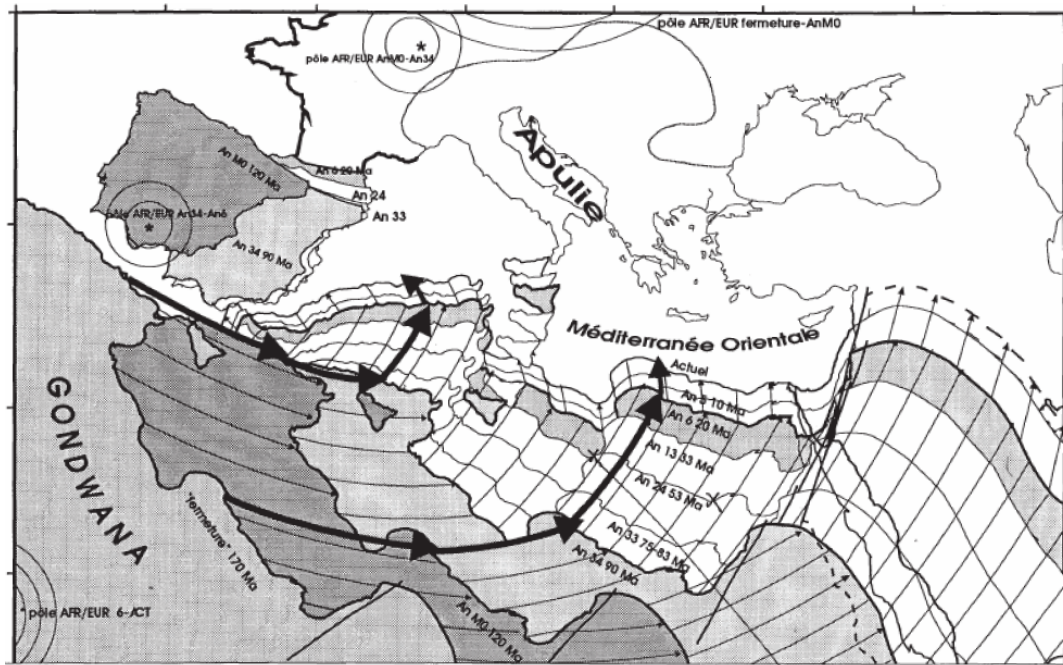 pôle AFR/EUR fermeture-AnM0
pôle AFR/EUR AnM0-An34
Apulie
An M0 120 Ma
An 6 20 Ma
An 24
An 33
pôle AFR/EUR An34-An6
An 34 90 Ma
Méditerranée Orientale
Actuel
An 5 10 Ma
An 6 20 Ma
An 13 33 Ma
An 24 53 Ma
An 33 75-83 Ma
An 34 90 Ma
GONDWANA
"fermeture" 170 Ma
An M0 120 Ma
pôle AFR/EUR 6-ACT